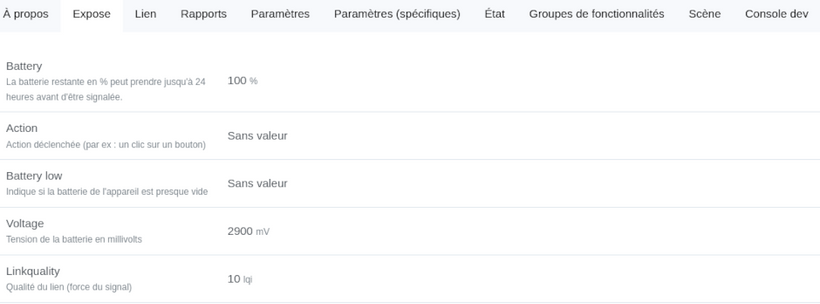 À propos Expose Lien Rapports Paramètres Paramètres (spécifiques) État Groupes de fonctionnalités Scène Console dev
Battery
La batterie restante en % peut prendre jusqu'à 24
heures avant d'être signalée.
100 %
Action
Action déclenchée (par ex : un clic sur un bouton)
Sans valeur
Battery low
Indique si la batterie de l'appareil est presque vide
Sans valeur
Voltage
Tension de la batterie en millivolts
2900 mV
Linkquality
Qualité du lien (force du signal)
10 lqi